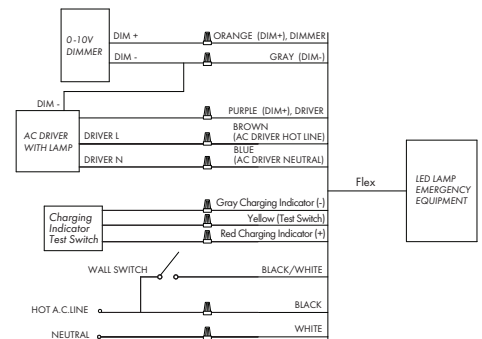 0-10V
DIMMER
DIM +
ORANGE (DIM+), DIMMER
DIM -
GRAY (DIM-)
DIM -
AC DRIVER
WITH LAMP
PURPLE (DIM+), DRIVER
DRIVER L
BROWN
(AC DRIVER HOT LINE)
DRIVER N
BLUE
(AC DRIVER NEUTRAL)
Flex
LED LAMP
EMERGENCY
EQUIPMENT
Charging
Indicator
Test Switch
Gray Charging Indicator (-)
Yellow (Test Switch)
Red Charging Indicator (+)
WALL SWITCH
BLACK/WHITE
HOT A.C.LINE
BLACK
NEUTRAL
WHITE